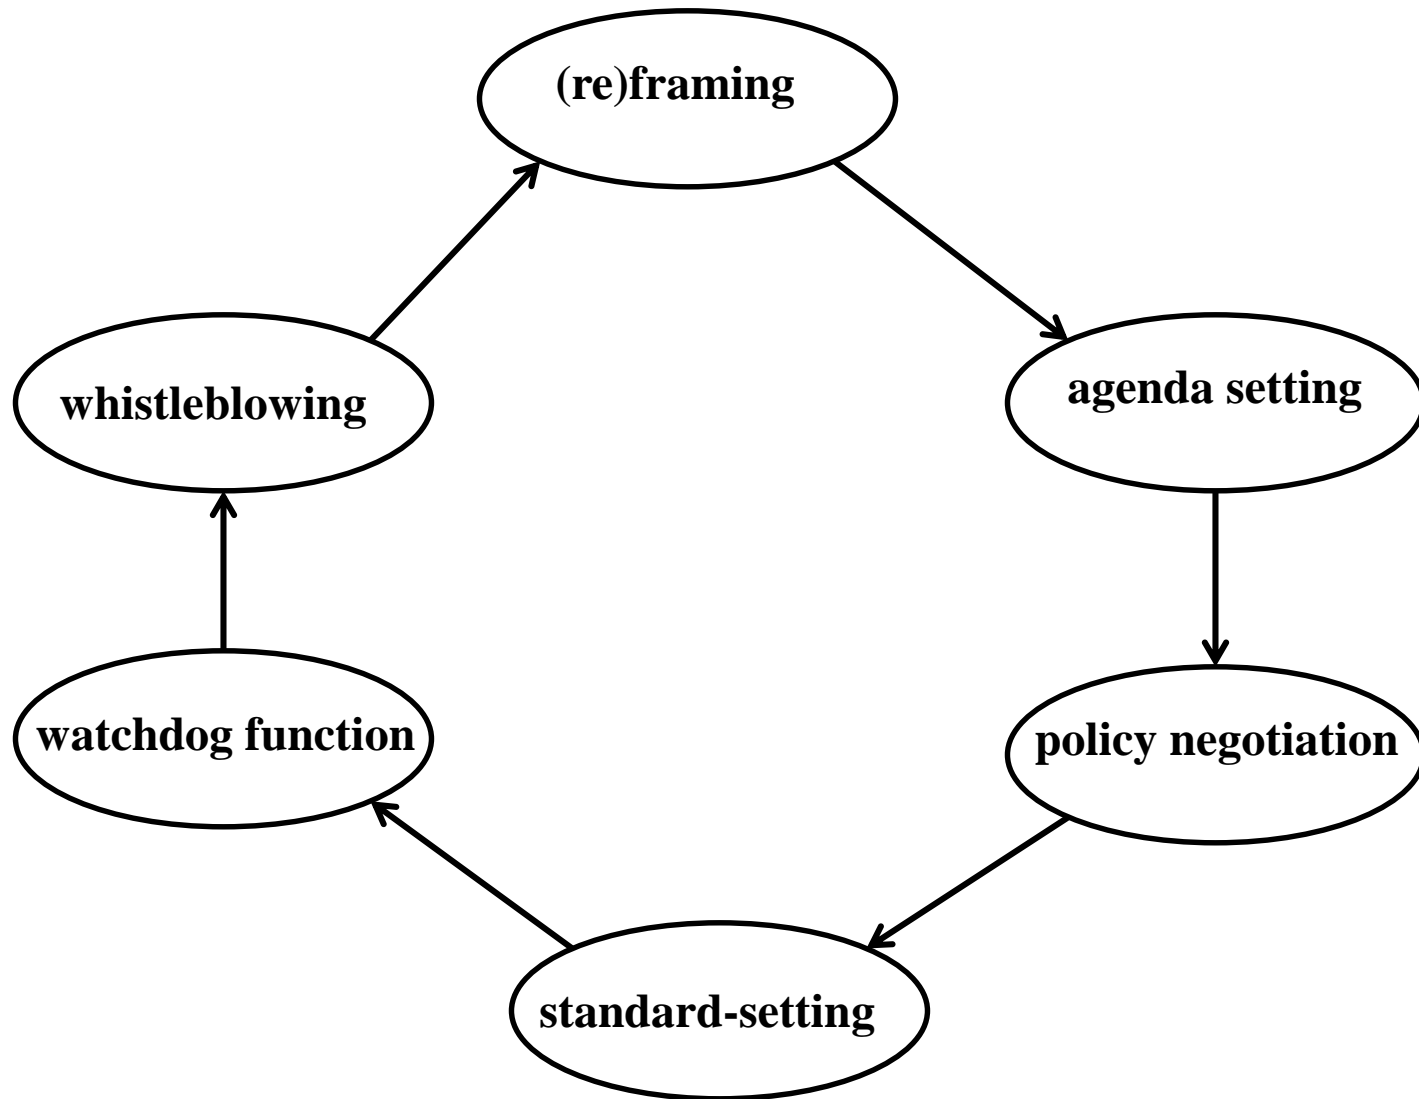 (re)framing
agenda setting
whistleblowing
watchdog function
policy negotiation
standard-setting